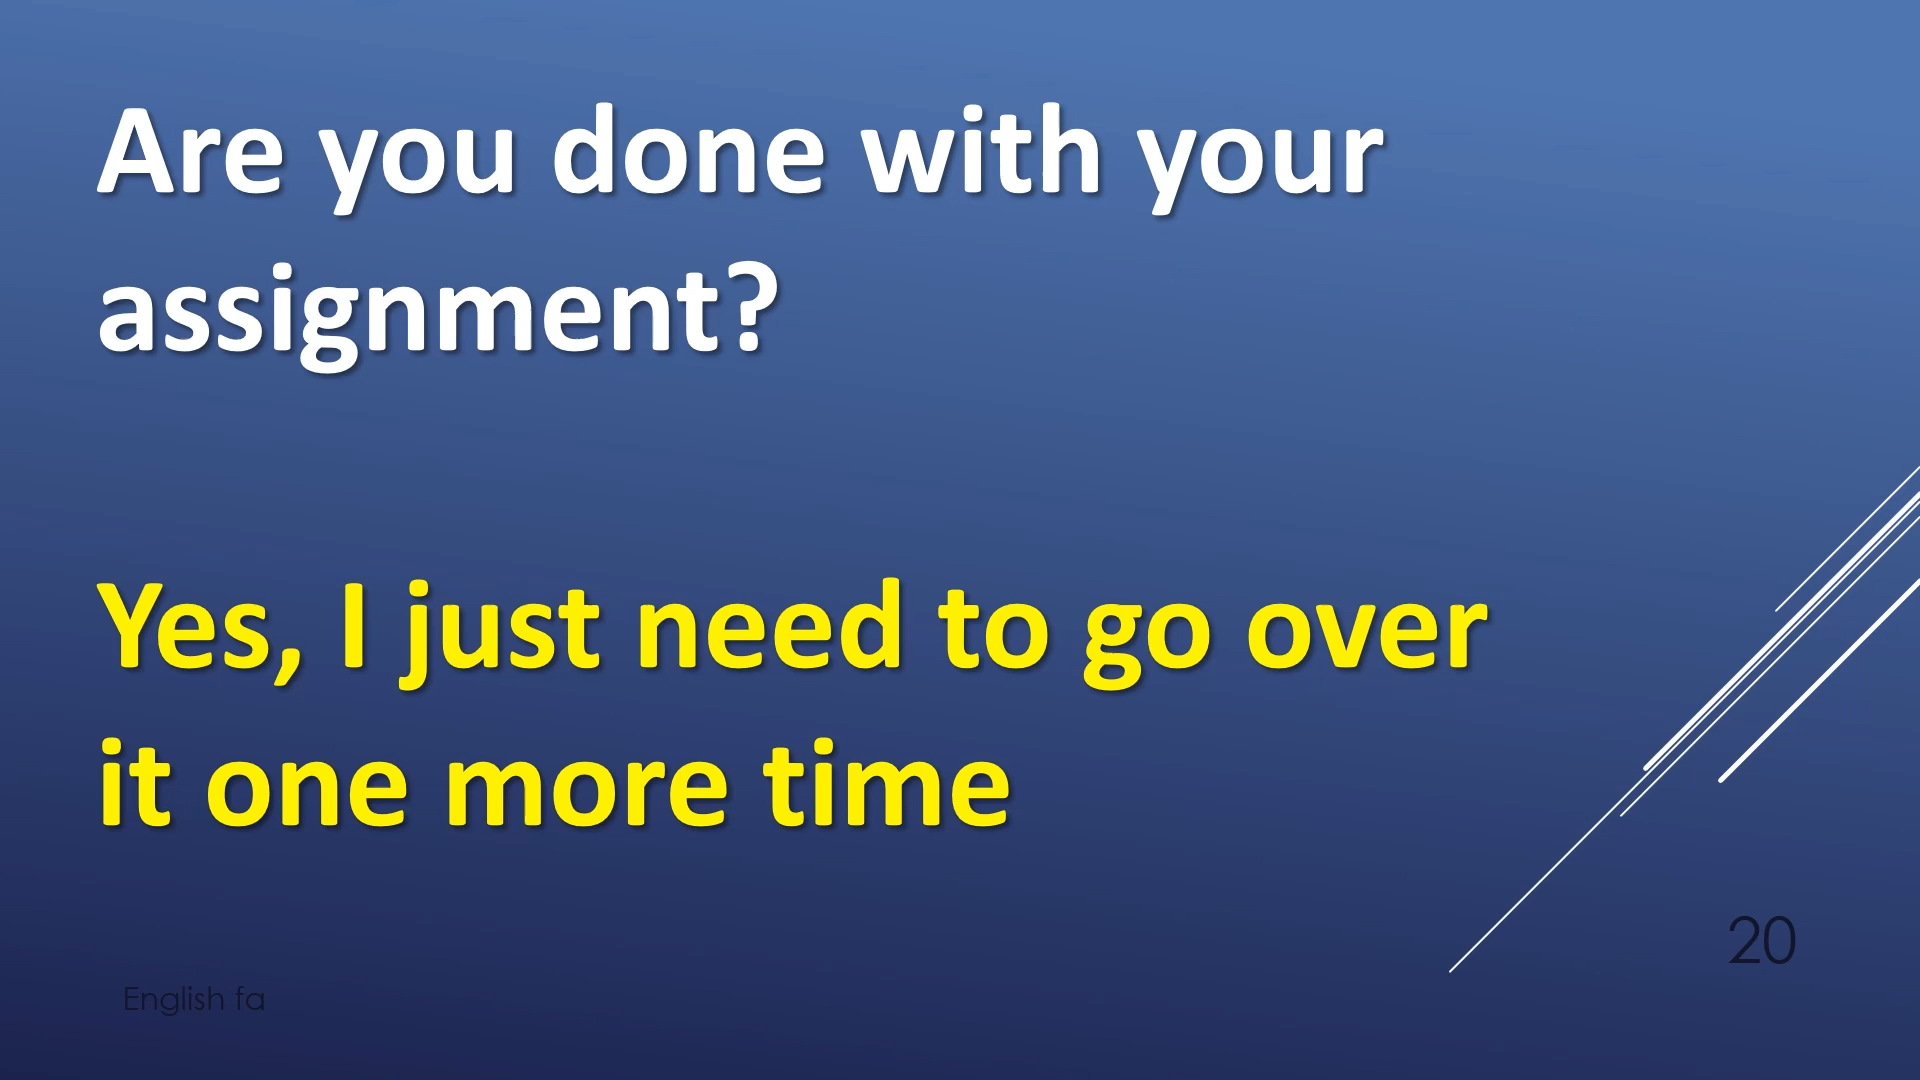 Are you done with your
assignment?
Yes, I just need to go over
it one more time
20
English fa